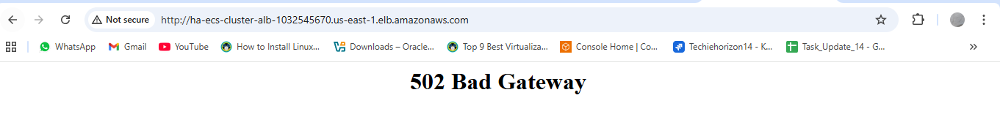 Not secure http://ha-ecs-cluster-alb-1032545670.us-east-1.elb.amazonaws.com
WhatsApp Gmail YouTube How to Install Linux... Downloads – Oracle... Top 9 Best Virtualiza... Console Home | Co... Techiehorizon14 - K... Task_Update_14 - G... »
502 Bad Gateway